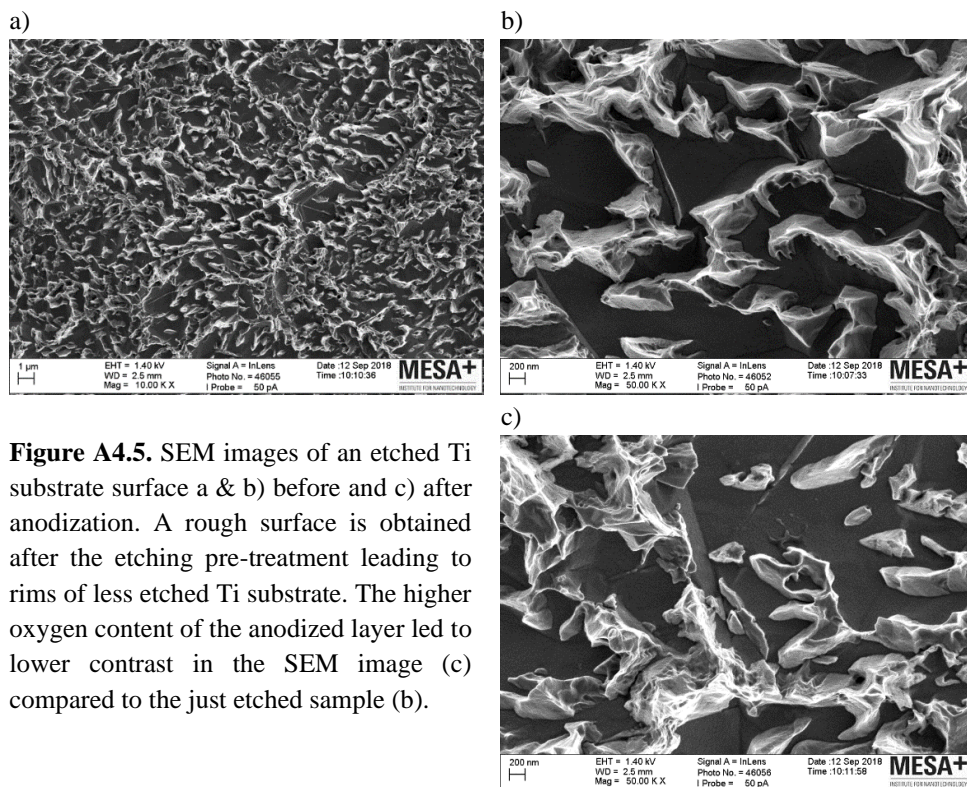 a)
1 µm
EHT = 1.40 kV
WD = 2.5 mm
Mag = 10.00 K X
Signal A = InLens
Photo No. = 46055
I Probe = 50 pA
Date :12 Sep 2018
Time :10:10:36
MESA+
INSTITUTE FOR NANOTECHNOLOGY
b)
200 nm
EHT = 1.40 kV
WD = 2.5 mm
Mag = 50.00 K X
Signal A = InLens
Photo No. = 46052
I Probe = 50 pA
Date :12 Sep 2018
Time :10:07:33
MESA+
INSTITUTE FOR NANOTECHNOLOGY
Figure A4.5. SEM images of an etched Ti
substrate surface a & b) before and c) after
anodization. A rough surface is obtained
after the etching pre-treatment leading to
rims of less etched Ti substrate. The higher
oxygen content of the anodized layer led to
lower contrast in the SEM image (c)
compared to the just etched sample (b).
c)
200 nm
EHT = 1.40 kV
WD = 2.5 mm
Mag = 50.00 K X
Signal A = InLens
Photo No. = 46056
I Probe = 50 pA
Date :12 Sep 2018
Time :10:11:58
MESA+
INSTITUTE FOR NANOTECHNOLOGY